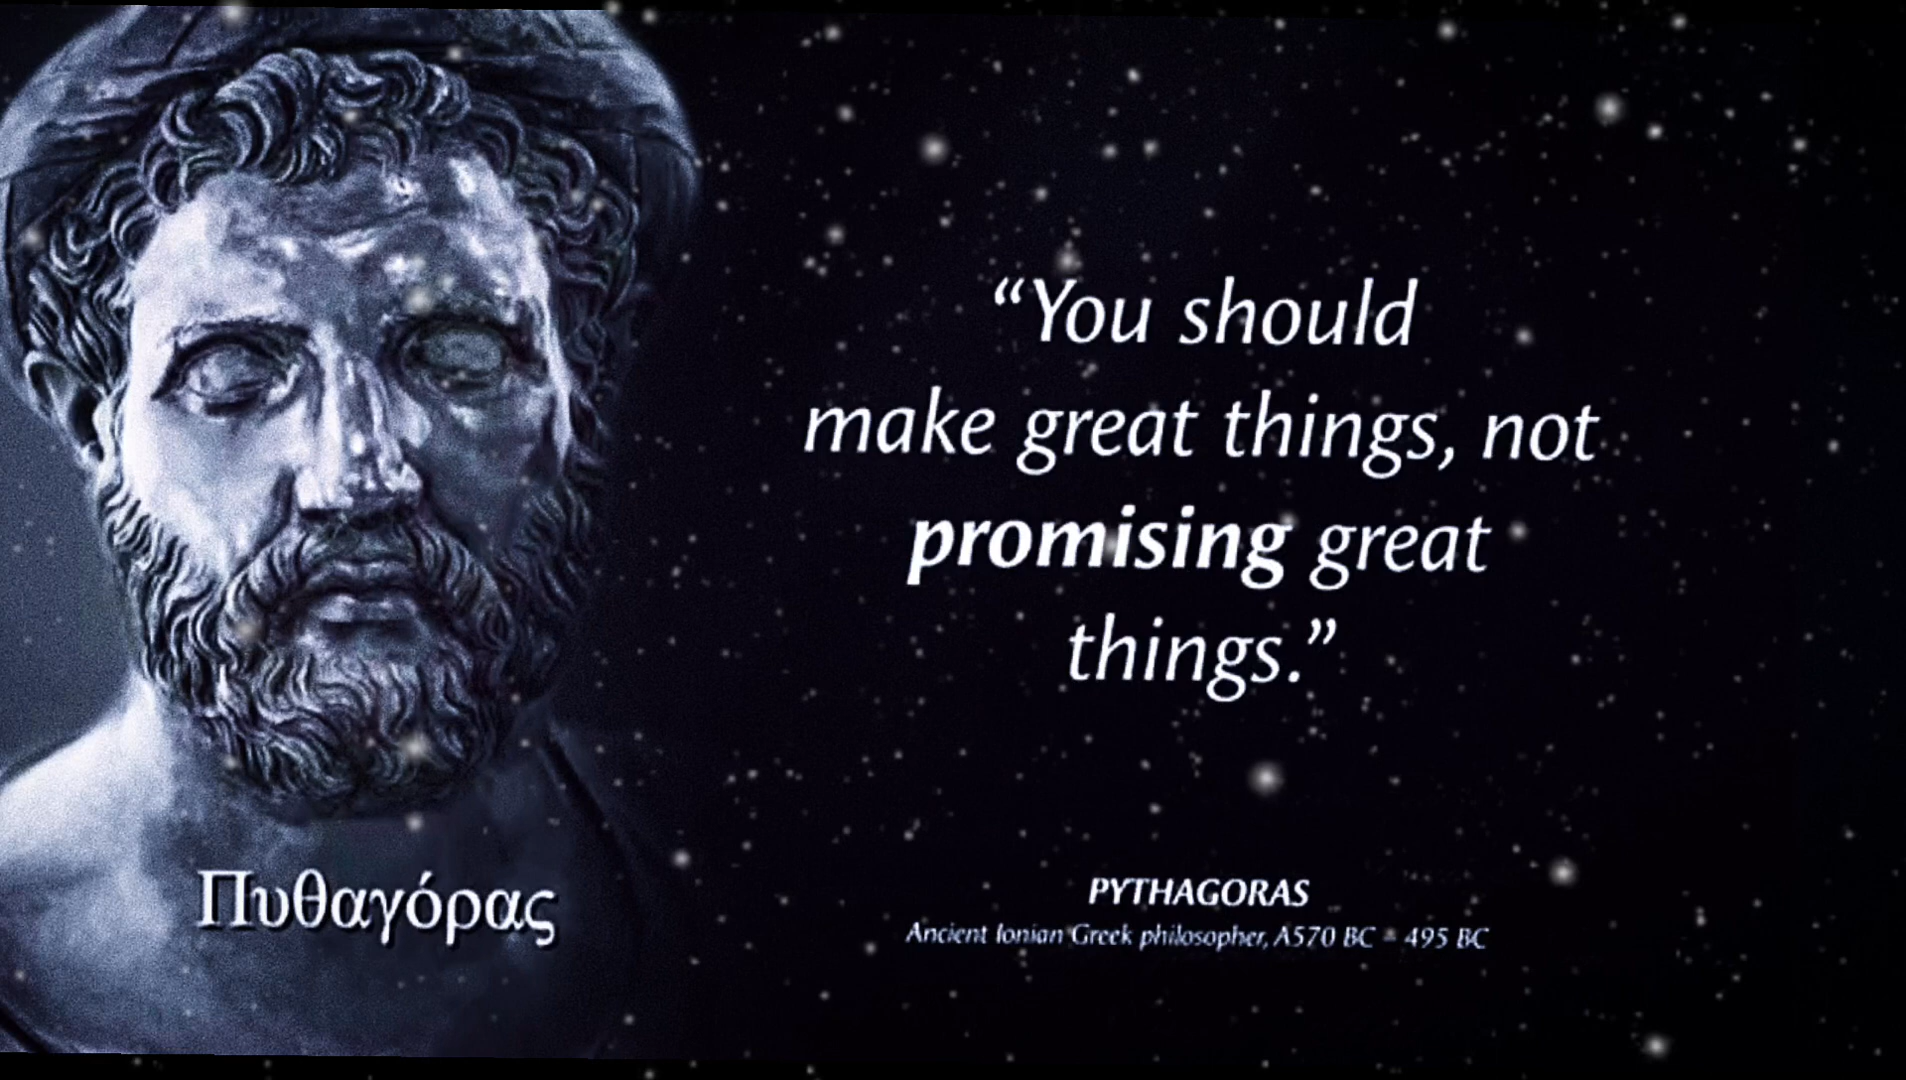 “You should
make great things, not
promising great
things.”
Πυθαγόρας
PYTHAGORAS
Ancient Ionian Greek philosopher, A570 BC - 495 BC